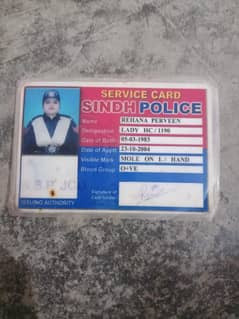 SERVICE CARD
SINDH POLICE
Name REHANA PERVEEN
Designation LADY HC / 1190
Date of Birth 05-03-1983
Date of Apptt 23-10-2004
Visible Mark MOLE ON L / HAND
Blood Group O+VE
Signature of
Card holder
ISSUING AUTHORITY